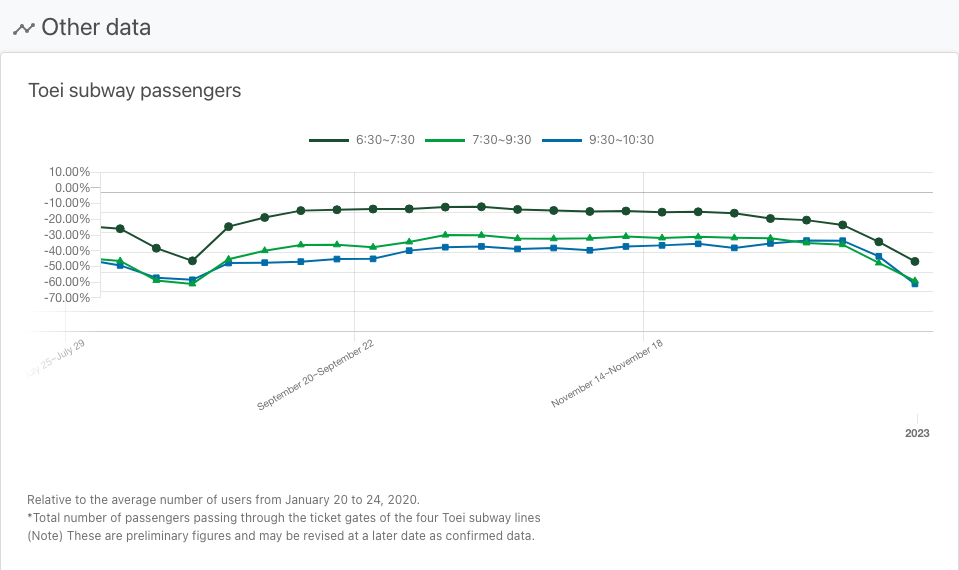 Other data
Toei subway passengers
6:30~7:30 7:30~9:30 9:30~10:30
10.00%
0.00%
-10.00%
-20.00%
-30.00%
-40.00%
-50.00%
-60.00%
-70.00%
25~July 29
September 20~September 22
November 14~November 18
2023
Relative to the average number of users from January 20 to 24, 2020.
*Total number of passengers passing through the ticket gates of the four Toei subway lines
(Note) These are preliminary figures and may be revised at a later date as confirmed data.